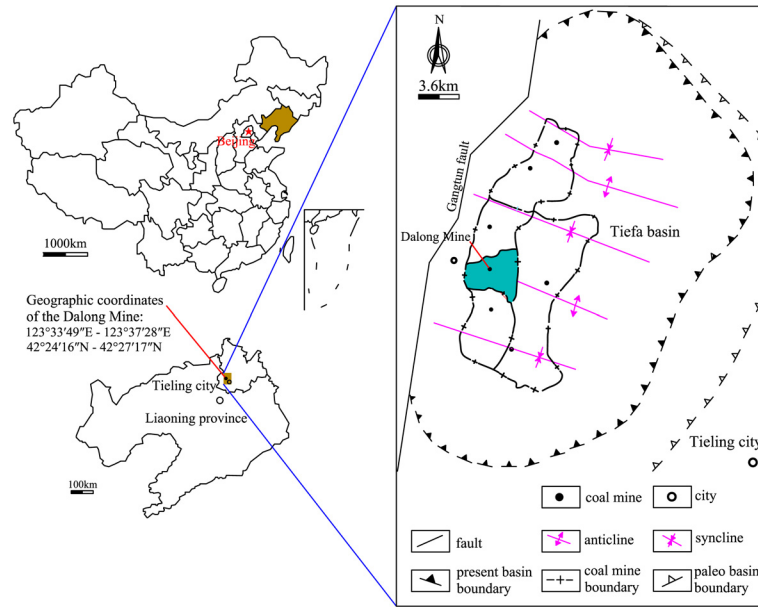 Beijing
1000km
Geographic coordinates
of the Dalong Mine:
123°33′49″E - 123°37′28″E
42°24′16″N - 42°27′17″N
Tieling city
Liaoning province
100km
N
3.6km
Gangtun fault
Tiefa basin
Dalong Mine
Tieling city
coal mine
city
fault
anticline
syncline
present basin
boundary
coal mine
boundary
paleo basin
boundary